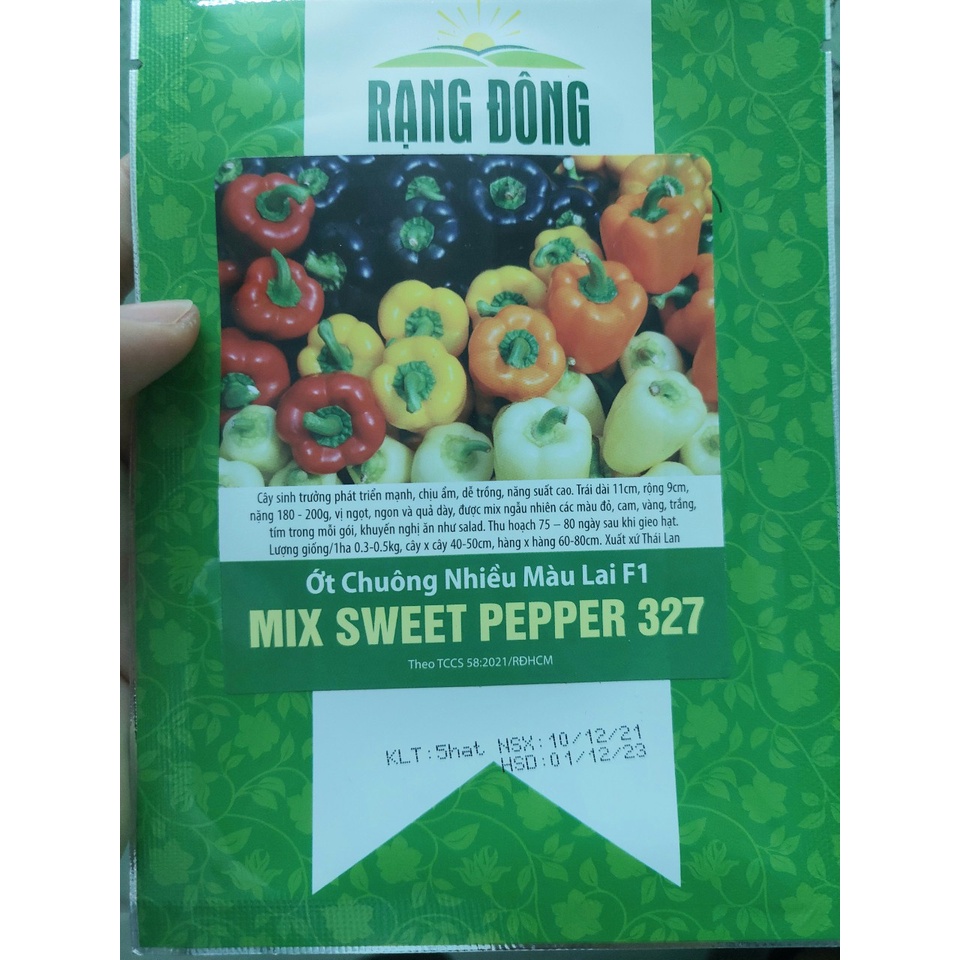 RẠNG ĐÔNG
Cây sinh trưởng phát triển mạnh, chịu ẩm, dễ trồng, năng suất cao. Trái dài 11cm, rộng 9cm,
nặng 180 - 200g, vị ngọt, ngon và quả dày, được mix ngẫu nhiên các màu đỏ, cam, vàng, trắng,
tím trong mỗi gói, khuyến nghị ăn như salad. Thu hoạch 75 – 80 ngày sau khi gieo hạt.
Lượng giống/1ha 0.3-0.5kg, cây x cây 40-50cm, hàng x hàng 60-80cm. Xuất xứ Thái Lan
Ớt Chuông Nhiều Màu Lai F1
MIX SWEET PEPPER 327
Theo TCCS 58:2021/RĐHCM
KLT:5hat NSX:10/12/21
HSD:01/12/23